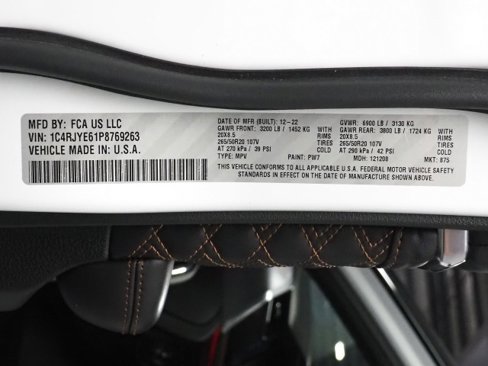 MFD BY: FCA US LLC
VIN: 1C4RJYE61P8769263
VEHICLE MADE IN: U.S.A.
DATE OF MFR (BUILT): 12-22
GAWR FRONT: 3200 LB / 1452 KG WITH
20X8.5 RIMS
265/50R20 107V TIRES
AT 270 kPa / 39 PSI COLD
TYPE: MPV PAINT: PW7
GVWR: 6900 LB / 3130 KG
GAWR REAR: 3800 LB / 1724 KG WITH
20X8.5 RIMS
265/50R20 107V TIRES
AT 290 kPa / 42 PSI COLD
MDH: 121208 MKT: 875
THIS VEHICLE CONFORMS TO ALL APPLICABLE U.S.A. FEDERAL MOTOR VEHICLE SAFETY
STANDARDS IN EFFECT ON THE DATE OF MANUFACTURE SHOWN ABOVE.